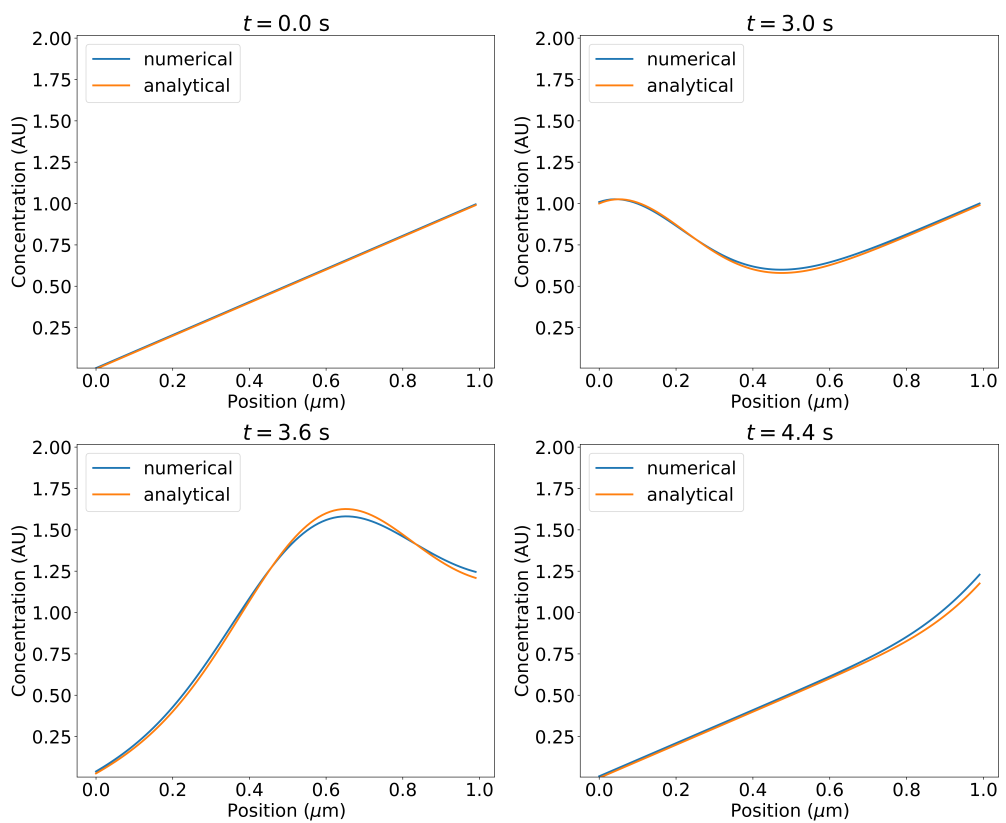 t = 0.0 s
2.00
1.75
1.50
1.25
1.00
0.75
0.50
0.25
Concentration (AU)
numerical
analytical
0.0 0.2 0.4 0.6 0.8 1.0
Position (μm)
t = 3.0 s
2.00
1.75
1.50
1.25
1.00
0.75
0.50
0.25
Concentration (AU)
numerical
analytical
0.0 0.2 0.4 0.6 0.8 1.0
Position (μm)
t = 3.6 s
2.00
1.75
1.50
1.25
1.00
0.75
0.50
0.25
Concentration (AU)
numerical
analytical
0.0 0.2 0.4 0.6 0.8 1.0
Position (μm)
t = 4.4 s
2.00
1.75
1.50
1.25
1.00
0.75
0.50
0.25
Concentration (AU)
numerical
analytical
0.0 0.2 0.4 0.6 0.8 1.0
Position (μm)